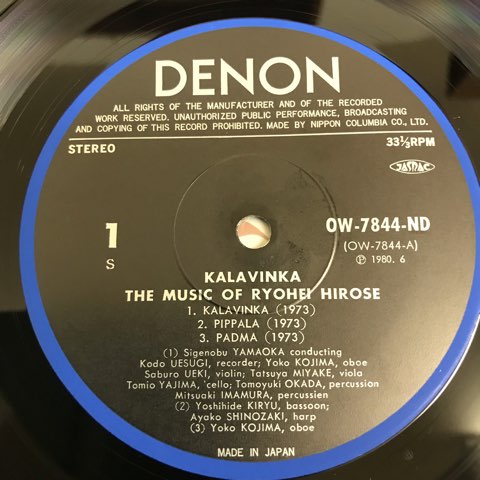 DENON
ALL RIGHTS OF THE MANUFACTURER AND OF THE RECORDED
WORK RESERVED. UNAUTHORIZED PUBLIC PERFORMANCE, BROADCASTING
AND COPYING OF THIS RECORD PROHIBITED. MADE BY NIPPON COLUMBIA CO., LTD.
STEREO
33⅓RPM
JASRAC
1
S
OW-7844-ND
(OW-7844-A)
Ⓟ 1980. 6
KALAVINKA
THE MUSIC OF RYOHEI HIROSE
1. KALAVINKA (1973)
2. PIPPALA (1973)
3. PADMA (1973)
(1) Sigenobu YAMAOKA conducting
Kodo UESUGI, recorder; Yoko KOJIMA, oboe
Saburo UEKI, violin; Tatsuya MIYAKE, viola
Tomio YAJIMA, 'cello; Tomoyuki OKADA, percussion
Mitsuaki IMAMURA, percussien
(2) Yoshihide KIRYU, bassoon;
Ayako SHINOZAKI, harp
(3) Yoko KOJIMA, oboe
MADE IN JAPAN